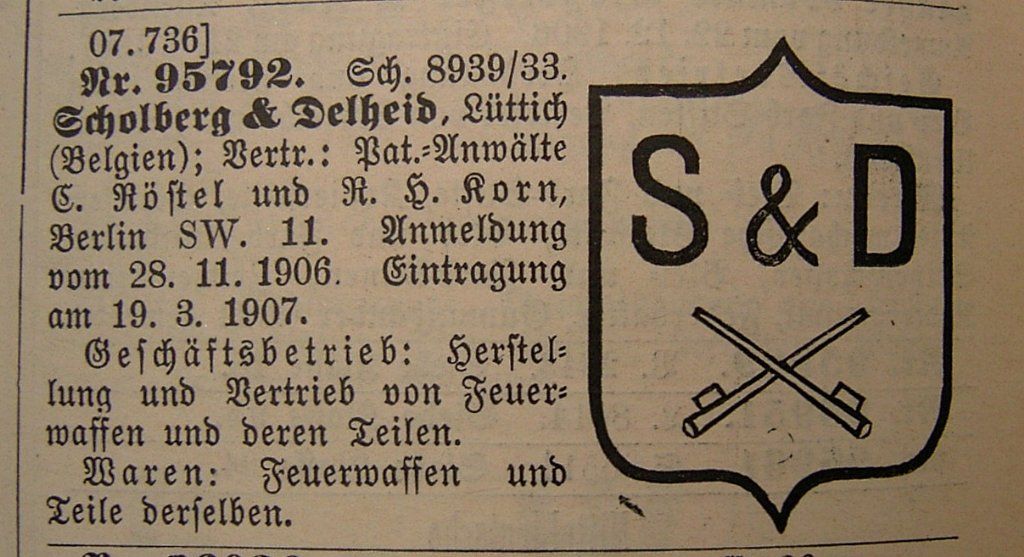 07.736]
Nr. 95792. Sch. 8939/33.
Scholberg & Delheid, Lüttich
(Belgien); Vertr.: Pat.-Anwälte
C. Röstel und R. H. Korn,
Berlin SW. 11. Anmeldung
vom 28. 11. 1906. Eintragung
am 19. 3. 1907.
Geschäftsbetrieb: Herstel-
lung und Vertrieb von Feuer-
waffen und deren Teilen.
Waren: Feuerwaffen und
Teile derselben.
S & D